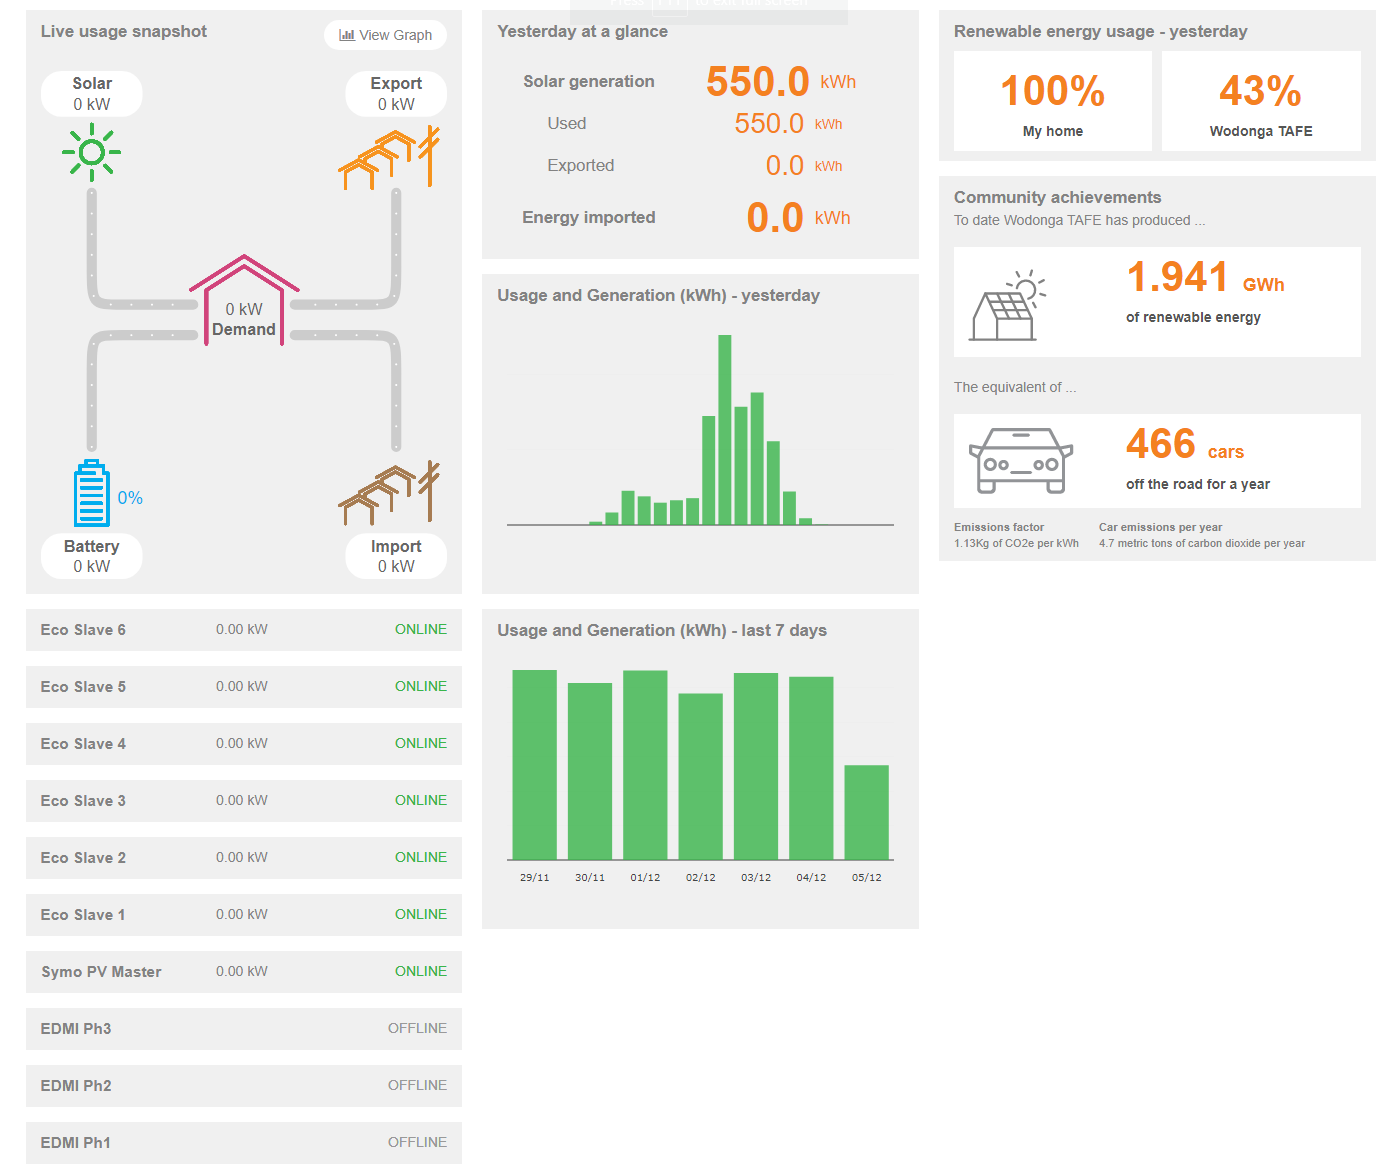 Live usage snapshot
View Graph
Solar
0 kW
Export
0 kW
0 kW
Demand
0%
Battery
0 kW
Import
0 kW
Eco Slave 6 0.00 kW ONLINE
Eco Slave 5 0.00 kW ONLINE
Eco Slave 4 0.00 kW ONLINE
Eco Slave 3 0.00 kW ONLINE
Eco Slave 2 0.00 kW ONLINE
Eco Slave 1 0.00 kW ONLINE
Symo PV Master 0.00 kW ONLINE
EDMI Ph3 OFFLINE
EDMI Ph2 OFFLINE
EDMI Ph1 OFFLINE
Yesterday at a glance
Solar generation 550.0 kWh
Used 550.0 kWh
Exported 0.0 kWh
Energy imported 0.0 kWh
Usage and Generation (kWh) - yesterday
Usage and Generation (kWh) - last 7 days
29/11 30/11 01/12 02/12 03/12 04/12 05/12
Renewable energy usage - yesterday
100% 43%
My home Wodonga TAFE
Community achievements
To date Wodonga TAFE has produced ...
1.941 GWh
of renewable energy
The equivalent of ...
466 cars
off the road for a year
Emissions factor Car emissions per year
1.13Kg of CO2e per kWh 4.7 metric tons of carbon dioxide per year